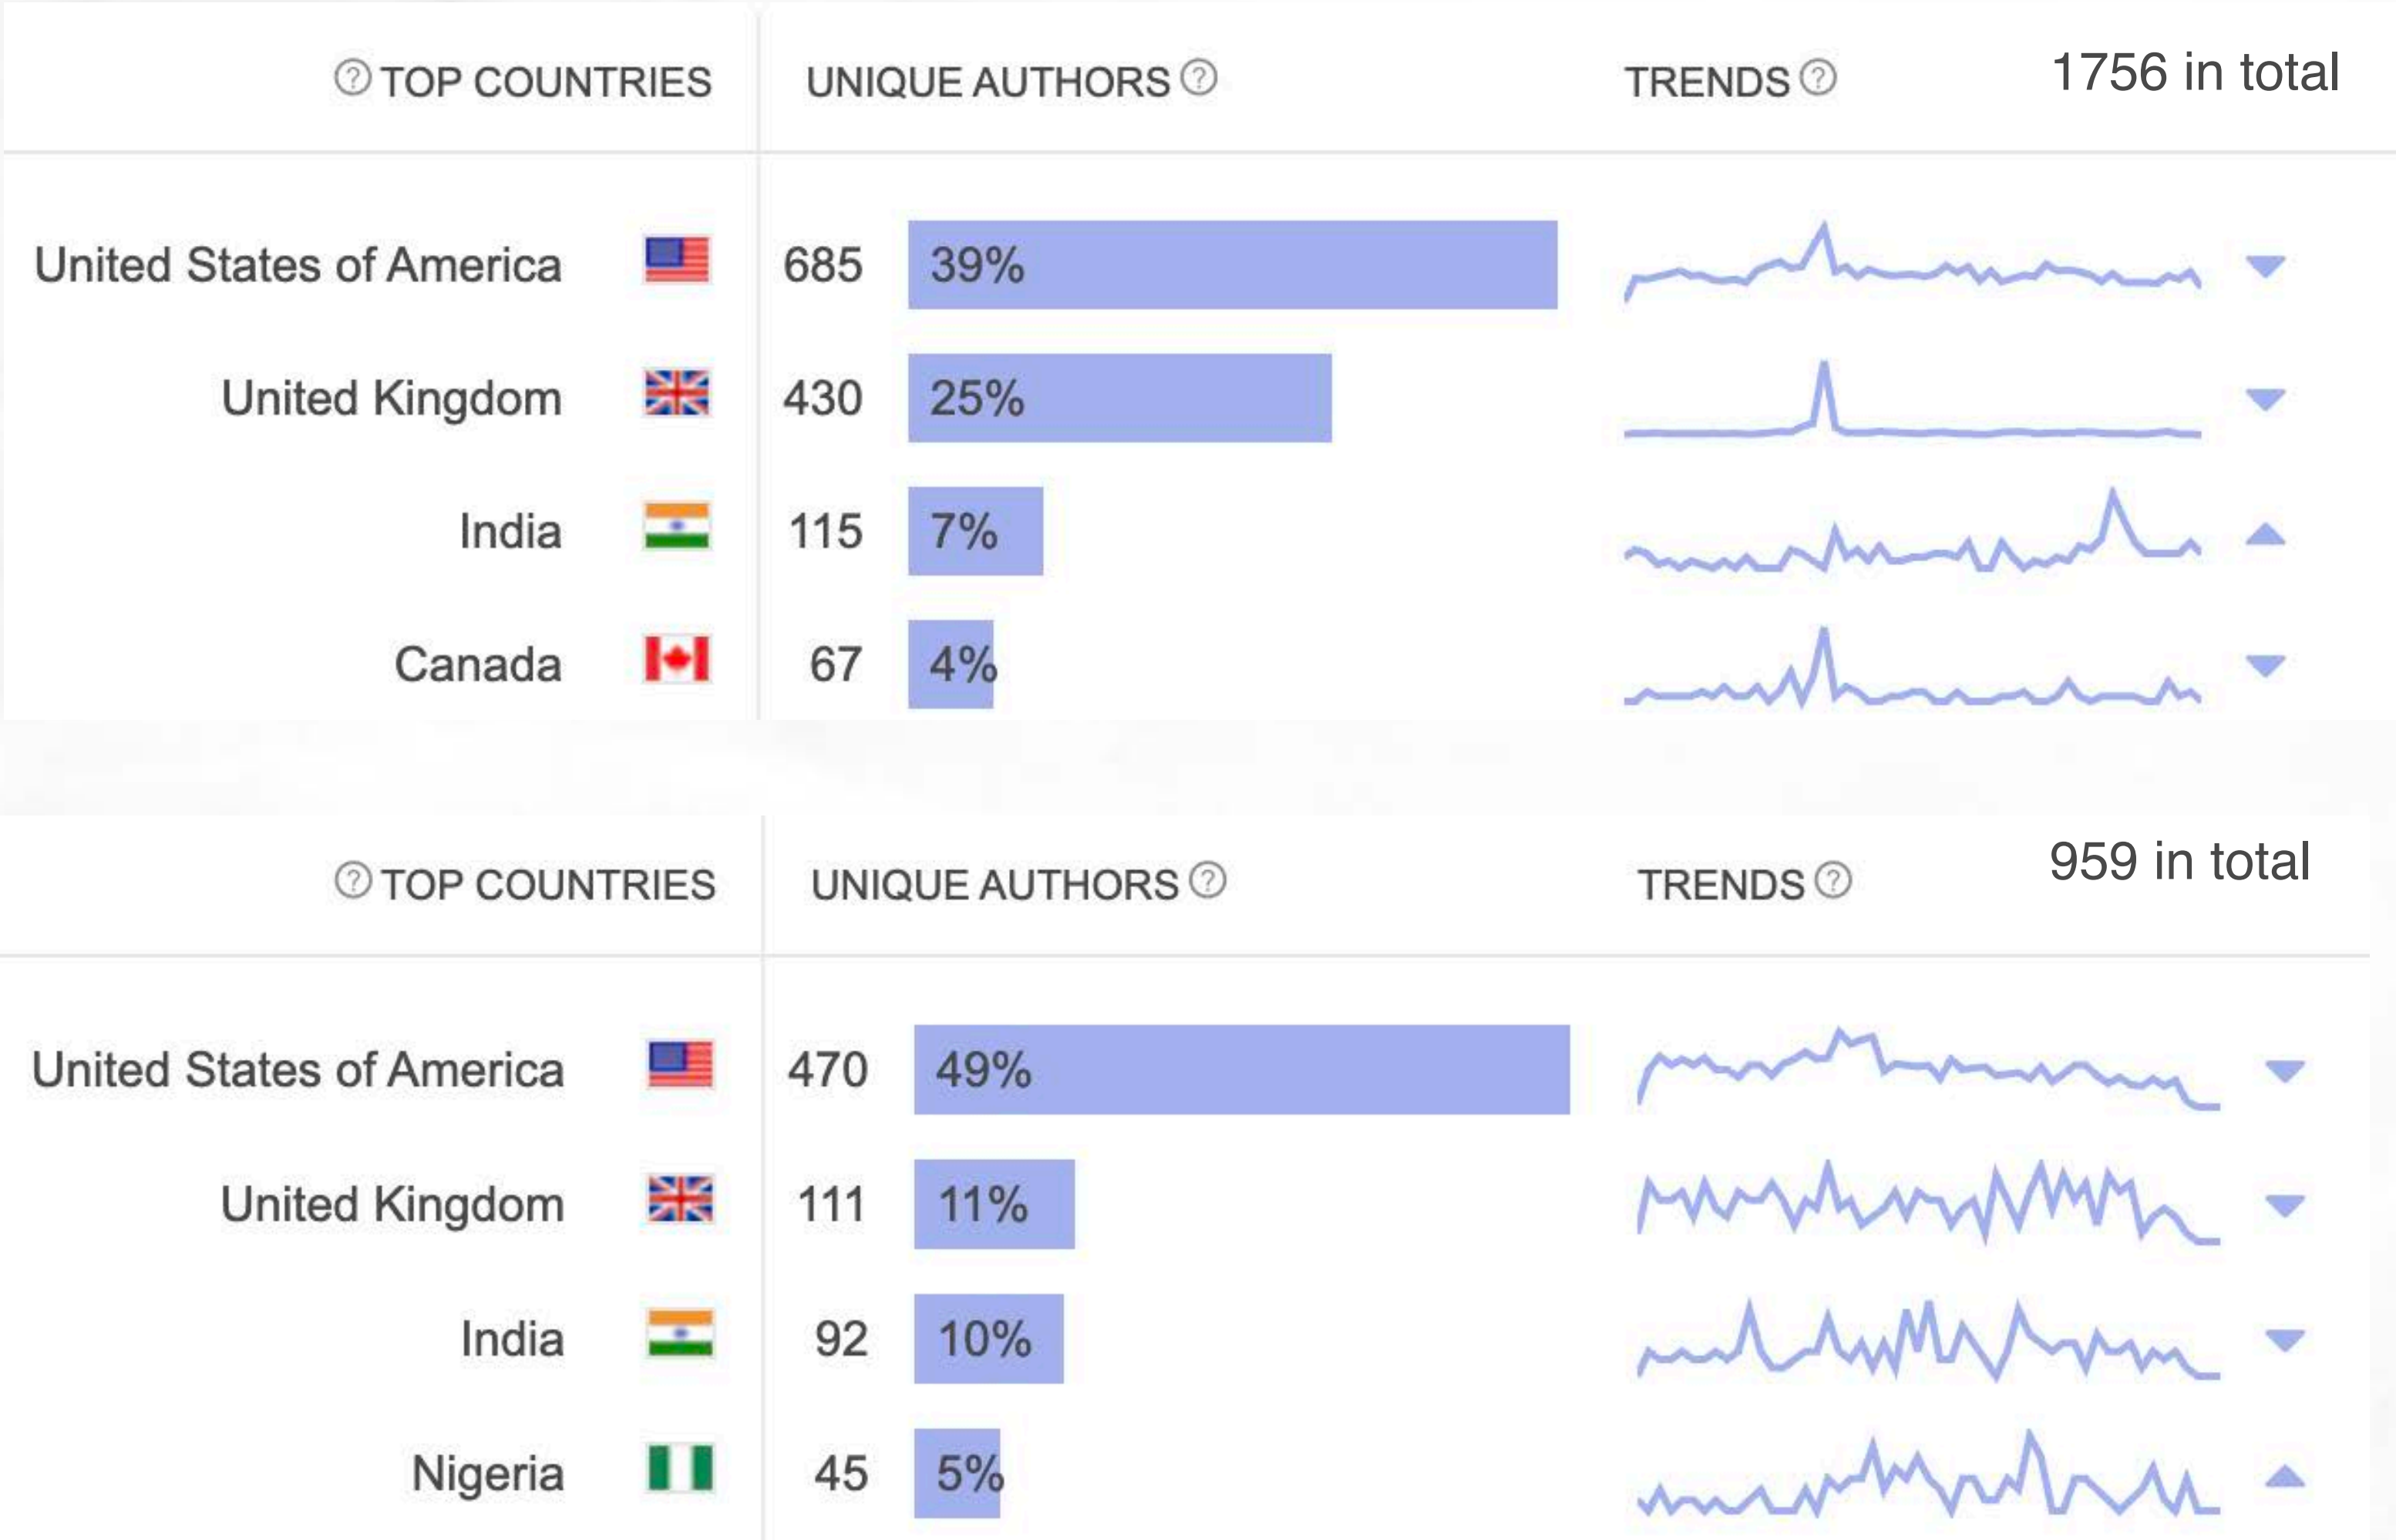 ? TOP COUNTRIES UNIQUE AUTHORS ? TRENDS ? 1756 in total
United States of America 685 39%
United Kingdom 430 25%
India 115 7%
Canada 67 4%
? TOP COUNTRIES UNIQUE AUTHORS ? TRENDS ? 959 in total
United States of America 470 49%
United Kingdom 111 11%
India 92 10%
Nigeria 45 5%